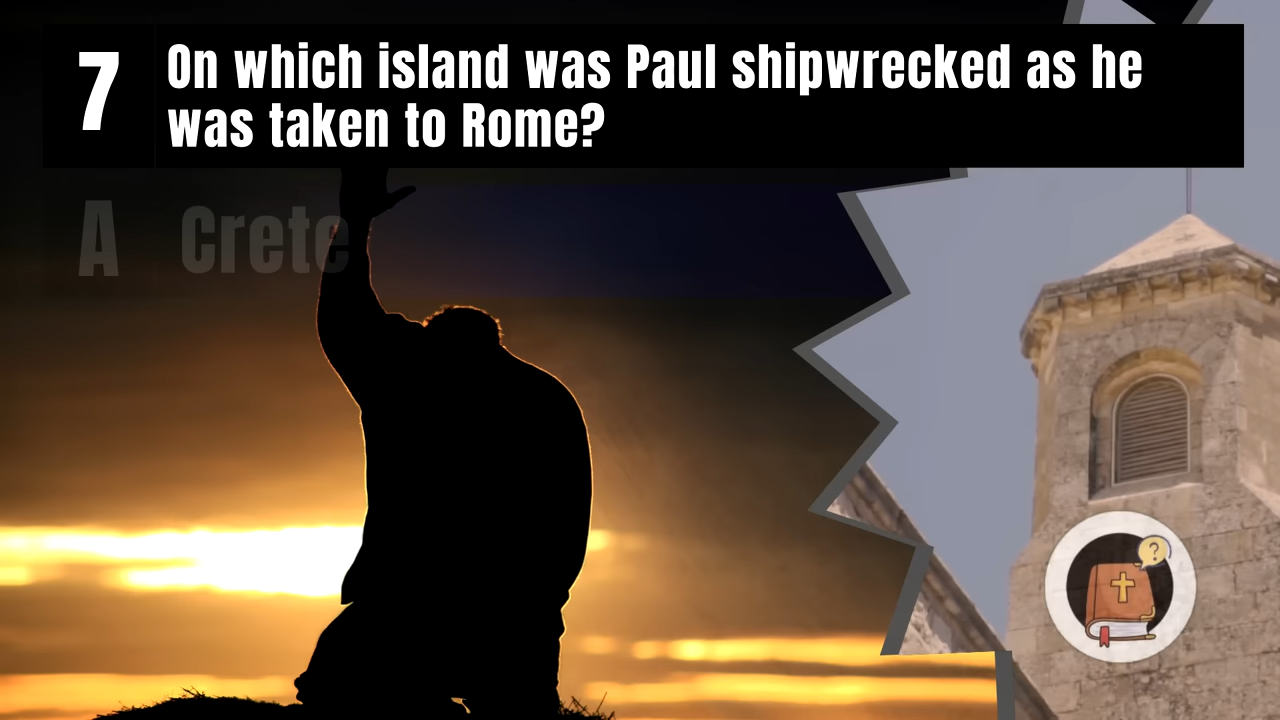 7
On which island was Paul shipwrecked as he
was taken to Rome?
A Crete
?